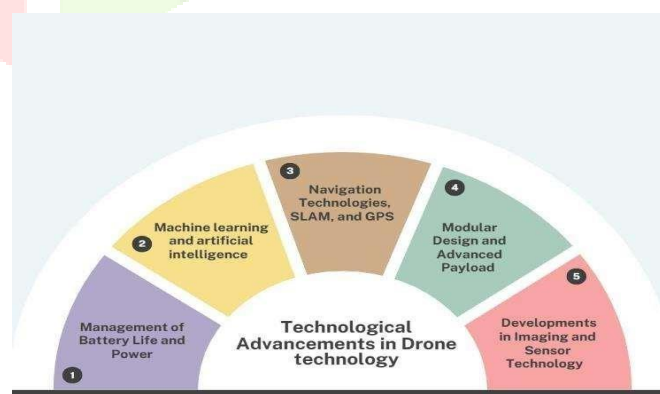 1
Management of
Battery Life and
Power
2
Machine learning
and artificial
intelligence
3
Navigation
Technologies,
SLAM, and GPS
4
Modular
Design and
Advanced
Payload
5
Developments
in Imaging and
Sensor
Technology
Technological
Advancements in Drone
technology